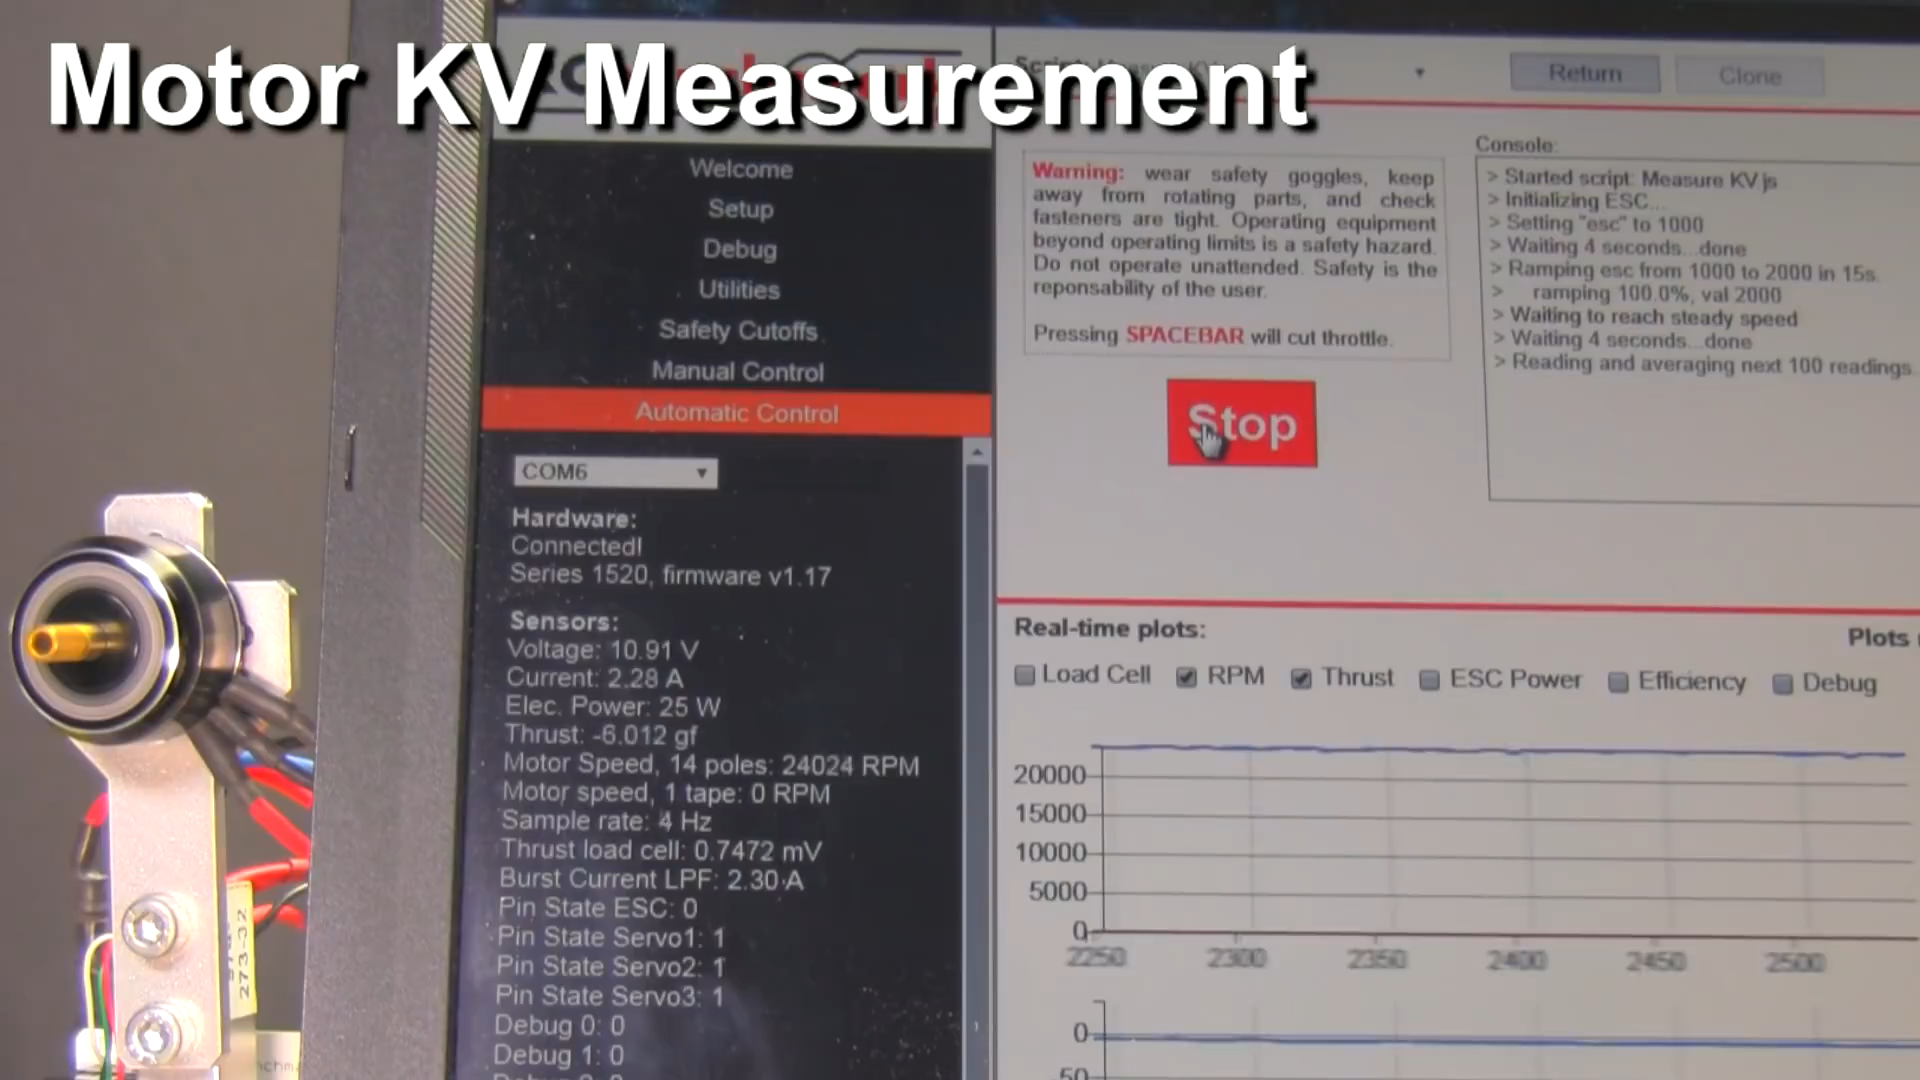 Motor KV Measurement
Return
Clone
Welcome
Setup
Debug
Utilities
Safety Cutoffs
Manual Control
Automatic Control
COM6
Hardware:
Connected!
Series 1520, firmware v1.17
Sensors:
Voltage: 10.91 V
Current: 2.28 A
Elec. Power: 25 W
Thrust: -6.012 gf
Motor Speed, 14 poles: 24024 RPM
Motor speed, 1 tape: 0 RPM
Sample rate: 4 Hz
Thrust load cell: 0.7472 mV
Burst Current LPF: 2.30 A
Pin State ESC: 0
Pin State Servo1: 1
Pin State Servo2: 1
Pin State Servo3: 1
Debug 0: 0
Debug 1: 0
Warning: wear safety goggles, keep
away from rotating parts, and check
fasteners are tight. Operating equipment
beyond operating limits is a safety hazard.
Do not operate unattended. Safety is the
reponsability of the user.
Pressing SPACEBAR will cut throttle.
Stop
Console:
> Started script: Measure KV.js
> Initializing ESC...
> Setting "esc" to 1000
> Waiting 4 seconds...done
> Ramping esc from 1000 to 2000 in 15s.
> ramping 100.0%, val 2000
> Waiting to reach steady speed
> Waiting 4 seconds...done
> Reading and averaging next 100 readings.
Real-time plots:
Plots
Load Cell RPM Thrust ESC Power Efficiency Debug
20000
15000
10000
5000
0
2250 2300 2350 2400 2450 2500
0
50
273-32